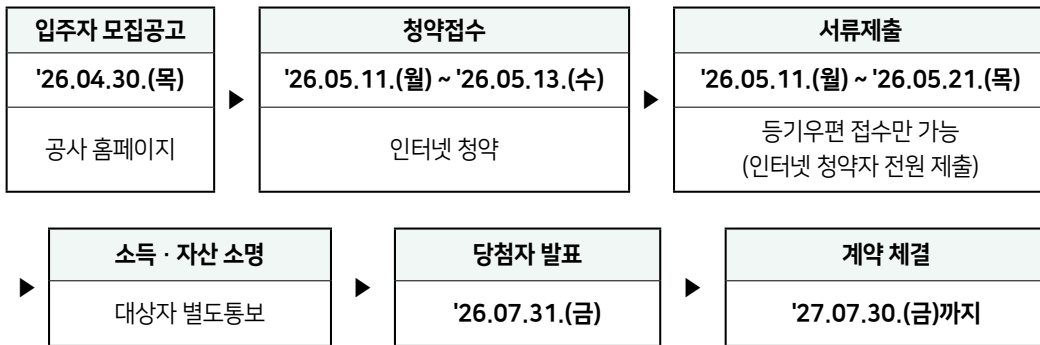 입주자 모집공고
'26.04.30.(목)
공사 홈페이지
▶
청약접수
'26.05.11.(월) ~ '26.05.13.(수)
인터넷 청약
▶
서류제출
'26.05.11.(월) ~ '26.05.21.(목)
등기우편 접수만 가능
(인터넷 청약자 전원 제출)
▶
소득 · 자산 소명
대상자 별도통보
▶
당첨자 발표
'26.07.31.(금)
▶
계약 체결
'27.07.30.(금)까지